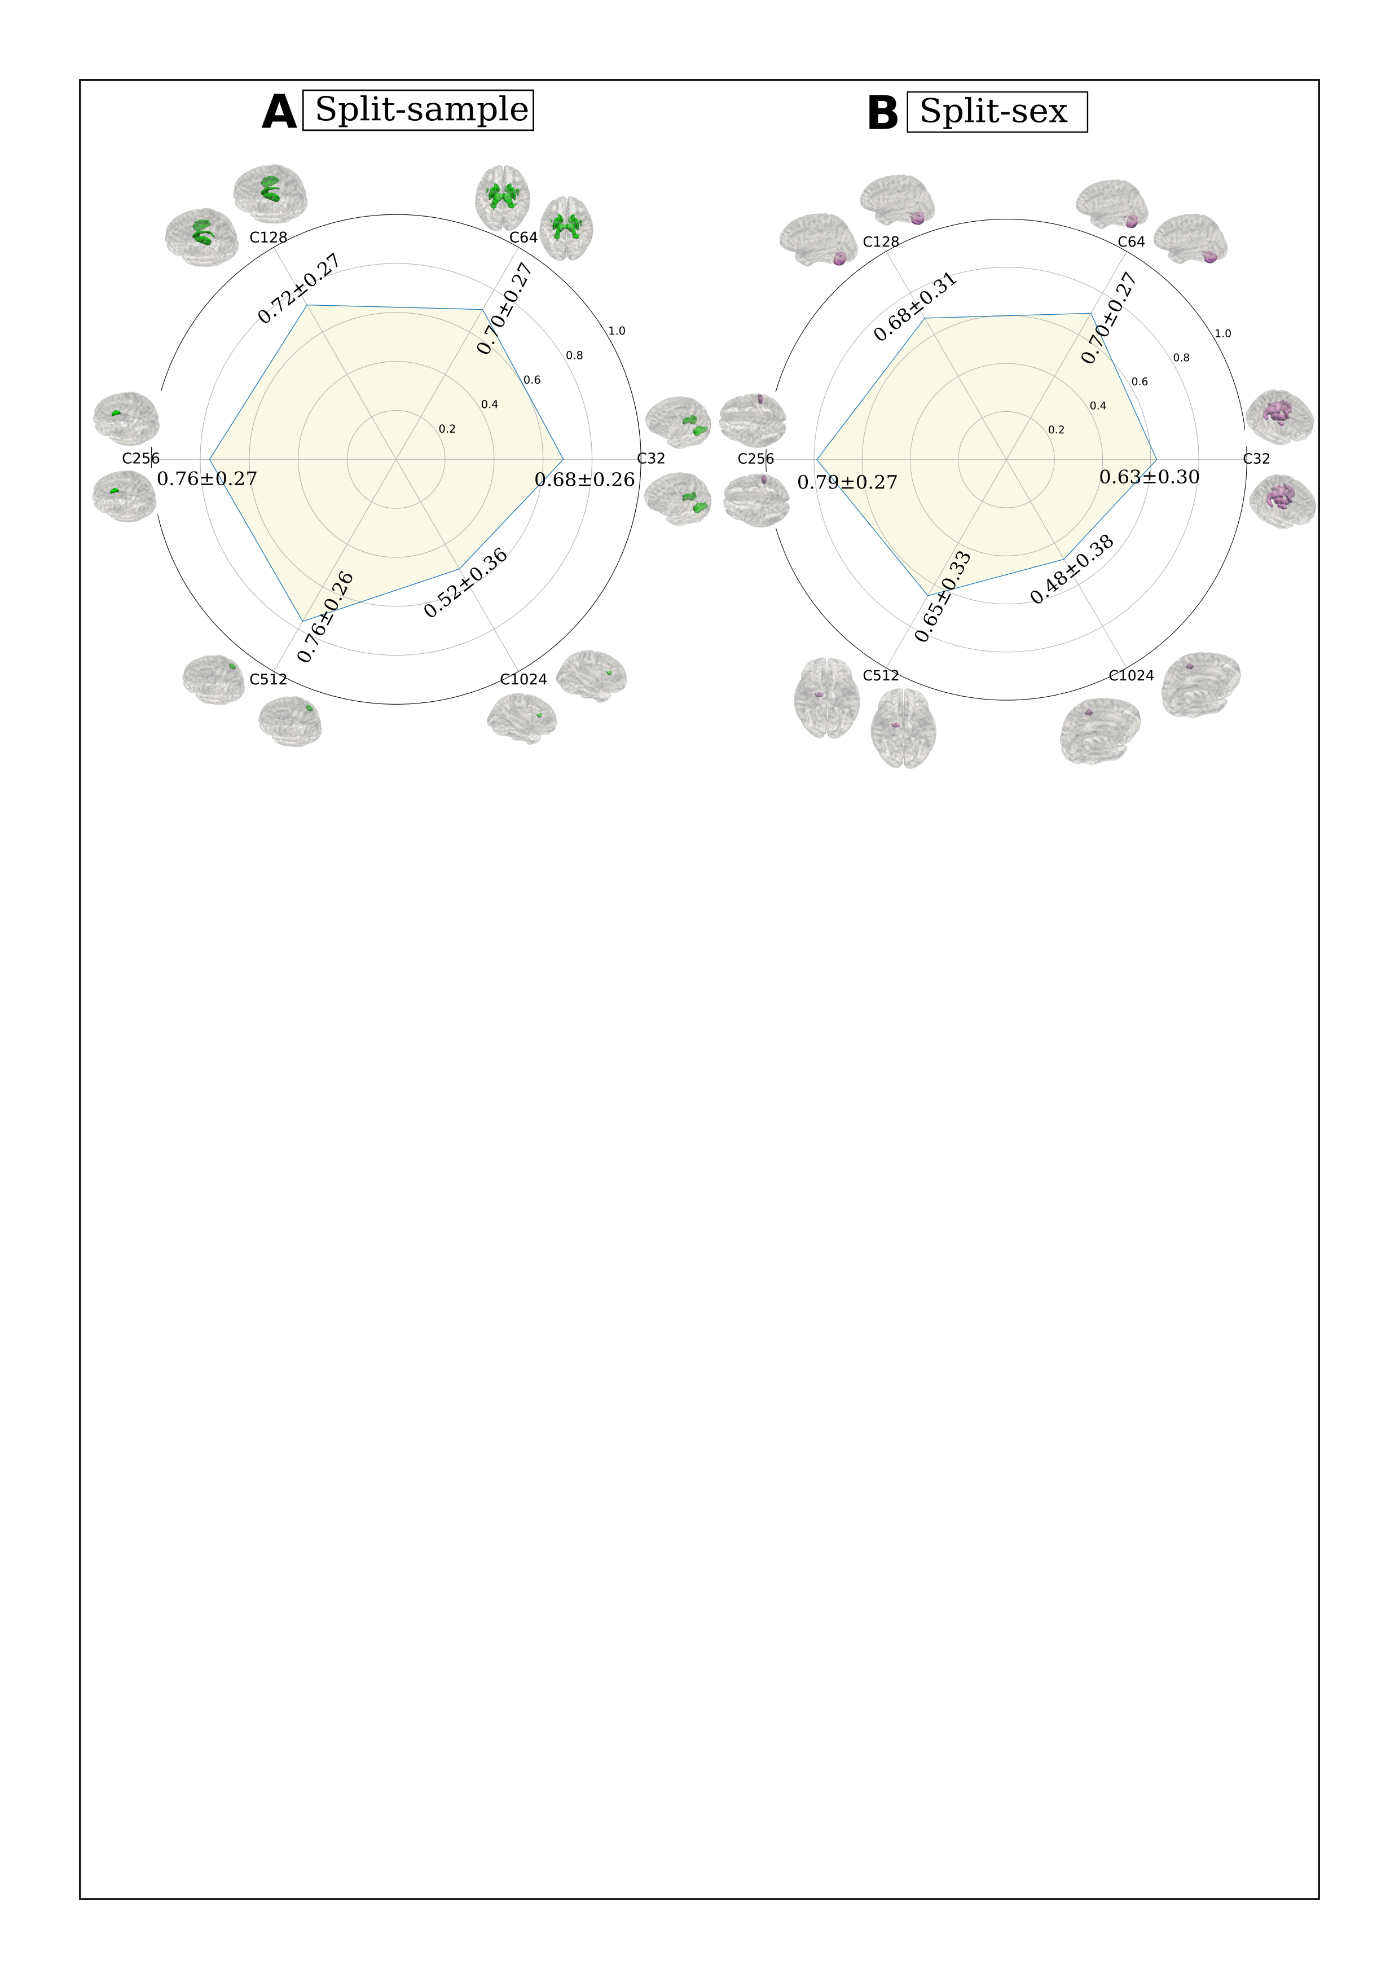 A Split-sample
C128
C64
0.72±0.27
0.70±0.27
1.0
0.8
0.6
0.4
0.2
C256
C32
0.76±0.27
0.68±0.26
0.76±0.26
0.52±0.36
C512
C1024
B Split-sex
C128
C64
0.68±0.31
0.70±0.27
1.0
0.8
0.6
0.4
0.2
C256
C32
0.79±0.27
0.63±0.30
0.65±0.33
0.48±0.38
C512
C1024